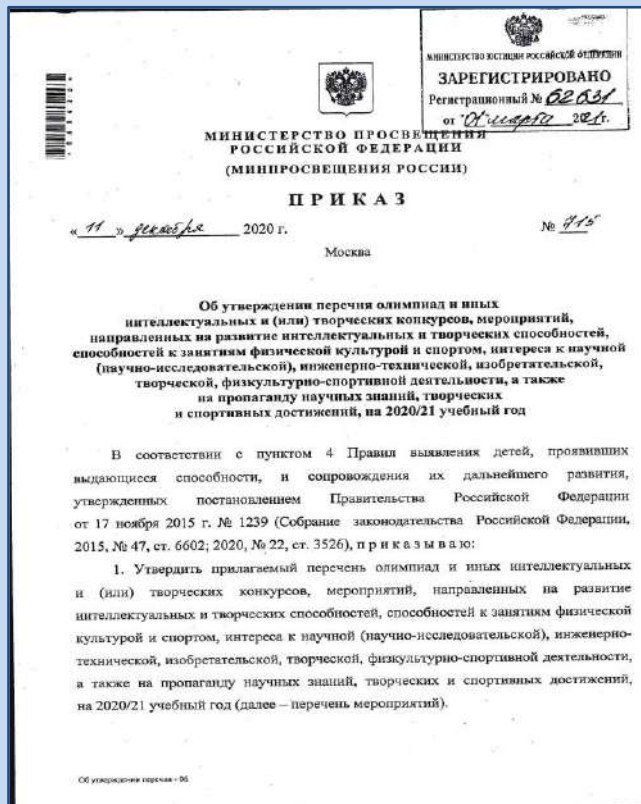 МИНИСТЕРСТВО ЮСТИЦИИ РОССИЙСКОЙ ФЕДЕРАЦИИ
ЗАРЕГИСТРИРОВАНО
Регистрационный № 62631
от "01" марта 2021г.
МИНИСТЕРСТВО ПРОСВЕЩЕНИЯ
РОССИЙСКОЙ ФЕДЕРАЦИИ
(МИНПРОСВЕЩЕНИЯ РОССИИ)
ПРИКАЗ
« 11 » декабря 2020 г.
№ 715
Москва
Об утверждении перечня олимпиад и иных
интеллектуальных и (или) творческих конкурсов, мероприятий,
направленных на развитие интеллектуальных и творческих способностей,
способностей к занятиям физической культурой и спортом, интереса к научной
(научно-исследовательской), инженерно-технической, изобретательской,
творческой, физкультурно-спортивной деятельности, а также
на пропаганду научных знаний, творческих
и спортивных достижений, на 2020/21 учебный год
В соответствии с пунктом 4 Правил выявления детей, проявивших
выдающиеся способности, и сопровождения их дальнейшего развития,
утвержденных постановлением Правительства Российской Федерации
от 17 ноября 2015 г. № 1239 (Собрание законодательства Российской Федерации,
2015, № 47, ст. 6602; 2020, № 22, ст. 3526), п р и к а з ы в а ю:
1. Утвердить прилагаемый перечень олимпиад и иных интеллектуальных
и (или) творческих конкурсов, мероприятий, направленных на развитие
интеллектуальных и творческих способностей, способностей к занятиям физической
культурой и спортом, интереса к научной (научно-исследовательской), инженерно-
технической, изобретательской, творческой, физкультурно-спортивной деятельности,
а также на пропаганду научных знаний, творческих и спортивных достижений,
на 2020/21 учебный год (далее – перечень мероприятий).
Об утверждении перечня - 06